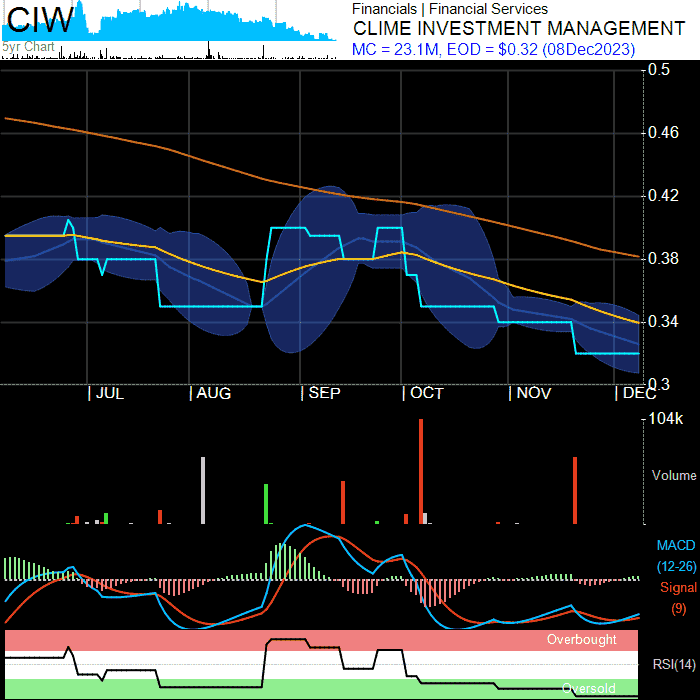 CIW
5yr Chart
Financials | Financial Services
CLIME INVESTMENT MANAGEMENT
MC = 23.1M, EOD = $0.32 (08Dec2023)
0.5
0.46
0.42
0.38
0.34
0.3
| JUL | AUG | SEP | OCT | NOV | DEC
104k
Volume
MACD
(12-26)
Signal
(9)
Overbought
RSI(14)
Oversold